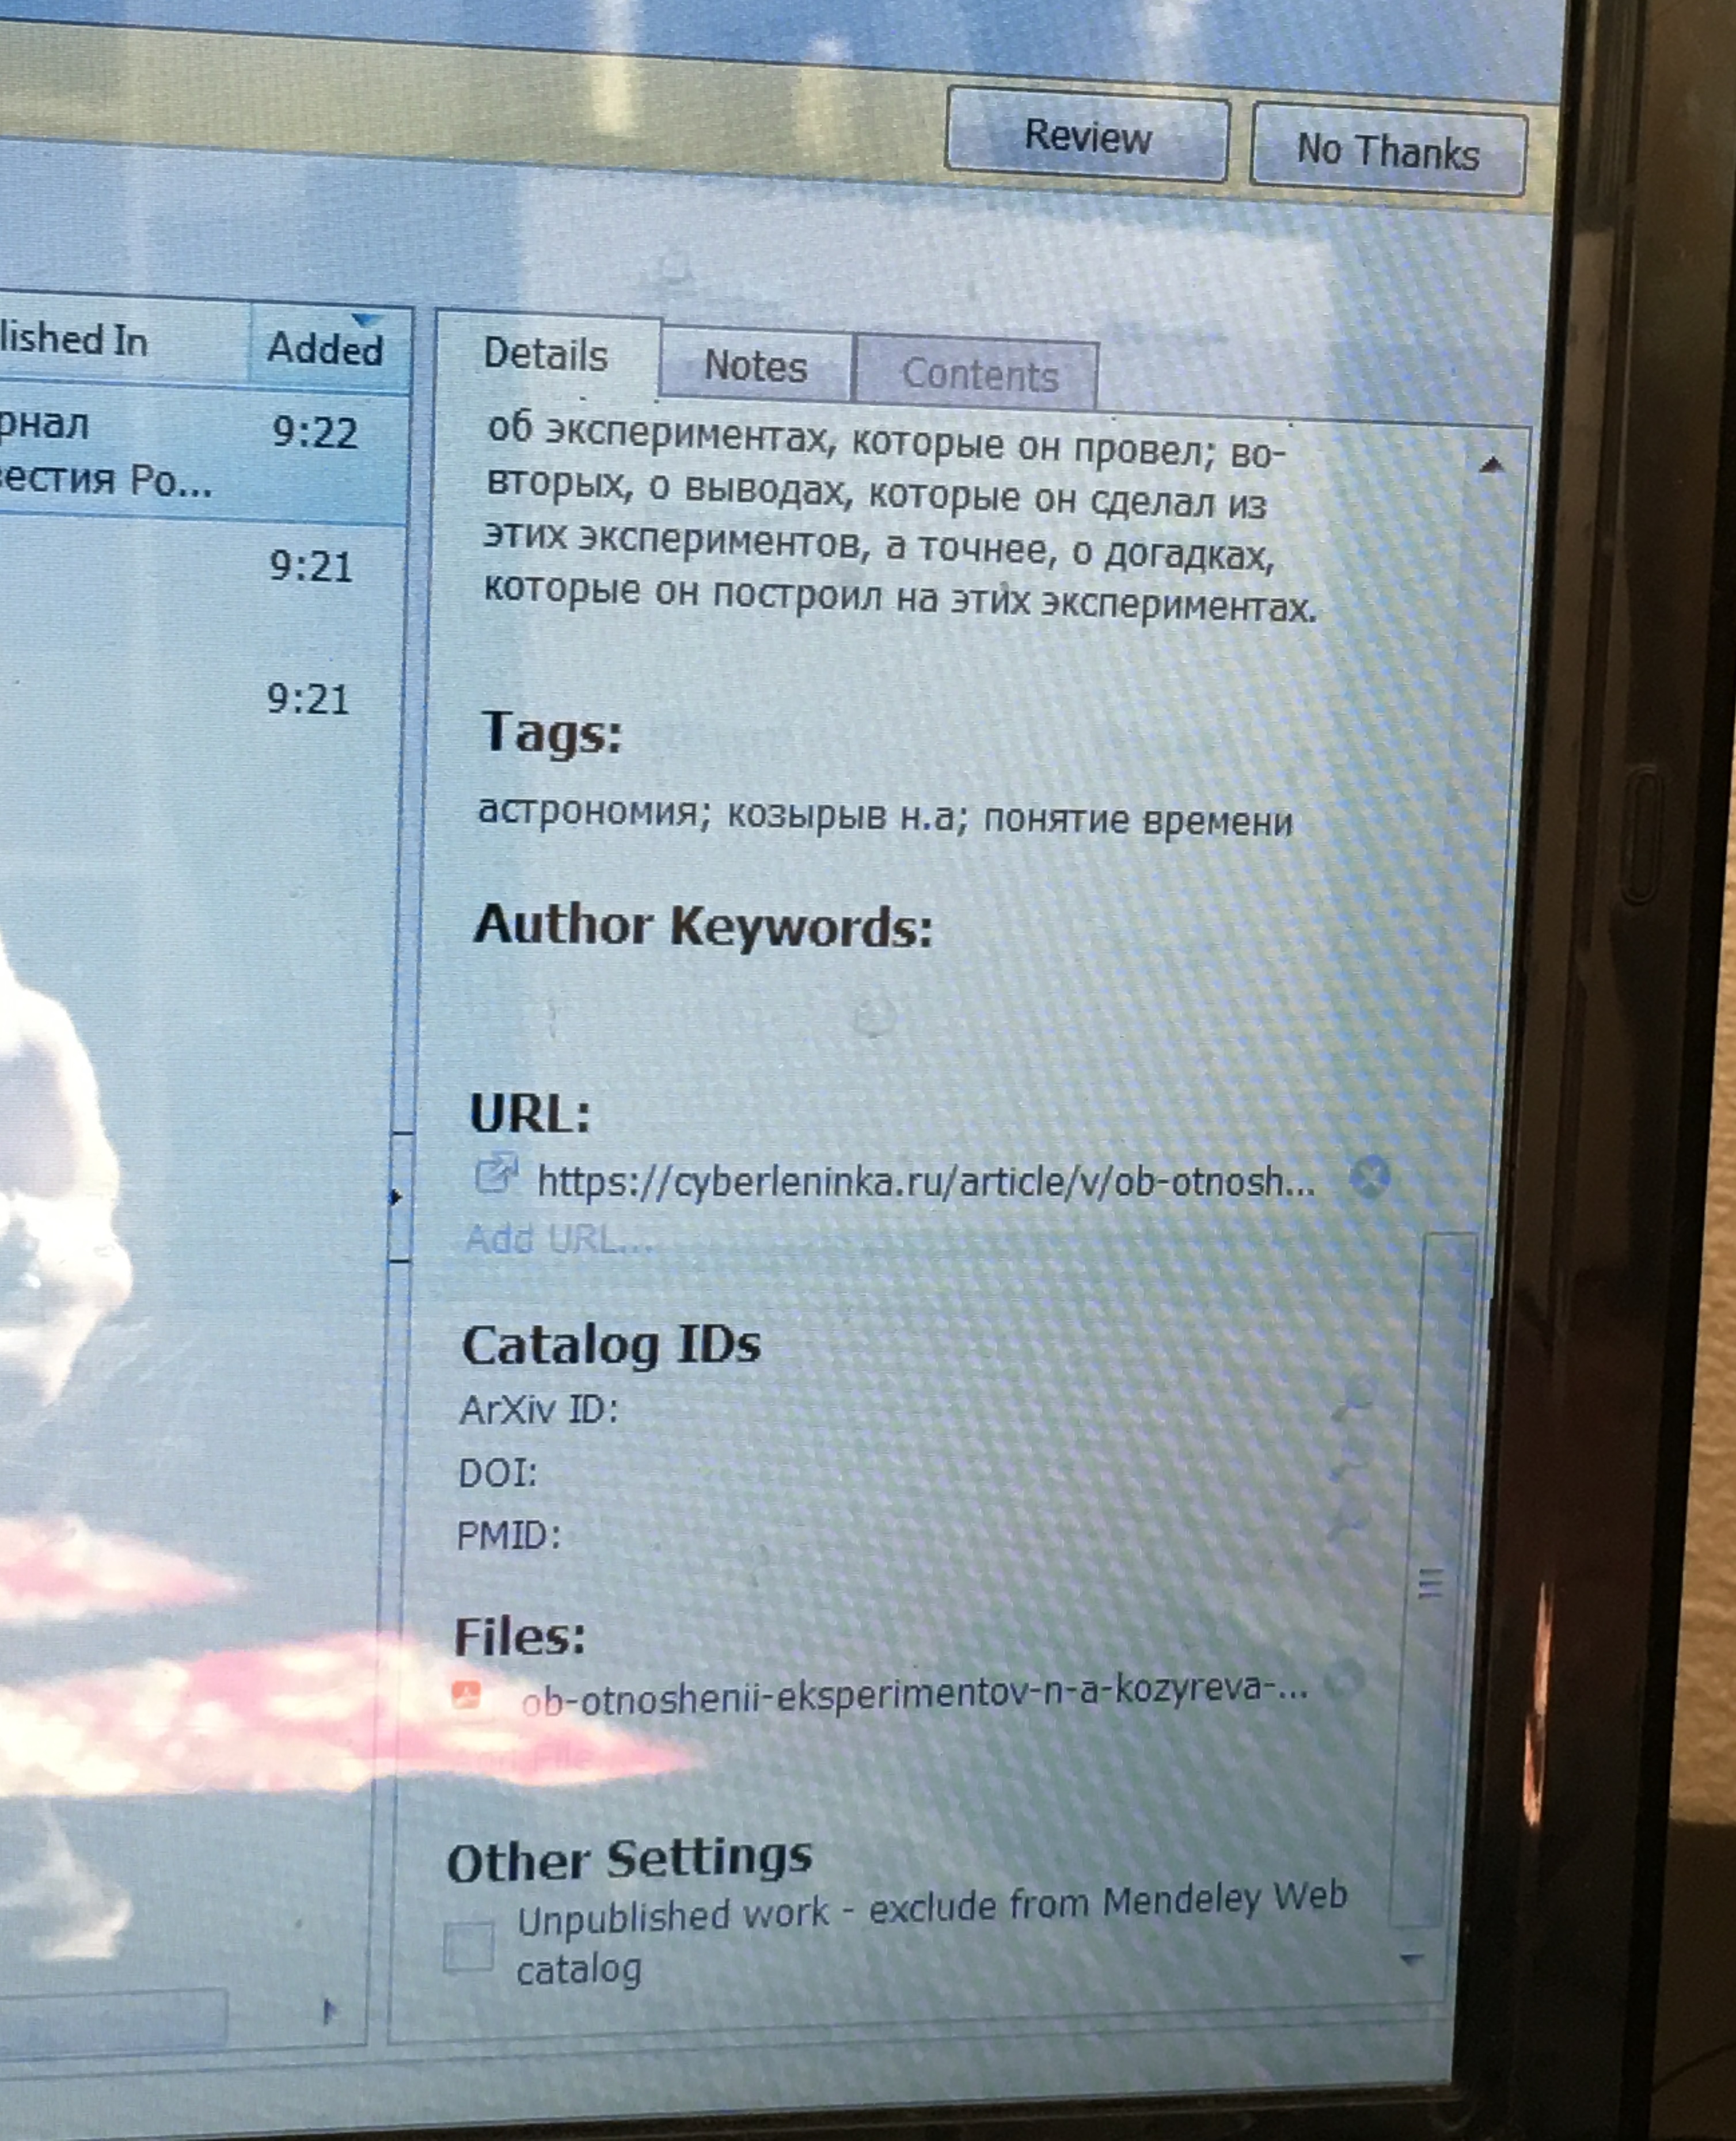 Review
No Thanks
lished In
Added
рнал
вестия Ро...
9:22
9:21
9:21
Details
Notes
Contents
об экспериментах, которые он провел; во-
вторых, о выводах, которые он сделал из
этих экспериментов, а точнее, о догадках,
которые он построил на этих экспериментах.
Tags:
астрономия; козырыв н.а; понятие времени
Author Keywords:
URL:
https://cyberleninka.ru/article/v/ob-otnosh...
Add URL...
Catalog IDs
ArXiv ID:
DOI:
PMID:
Files:
ob-otnoshenii-eksperimentov-n-a-kozyreva-...
Other Settings
Unpublished work - exclude from Mendeley Web
catalog